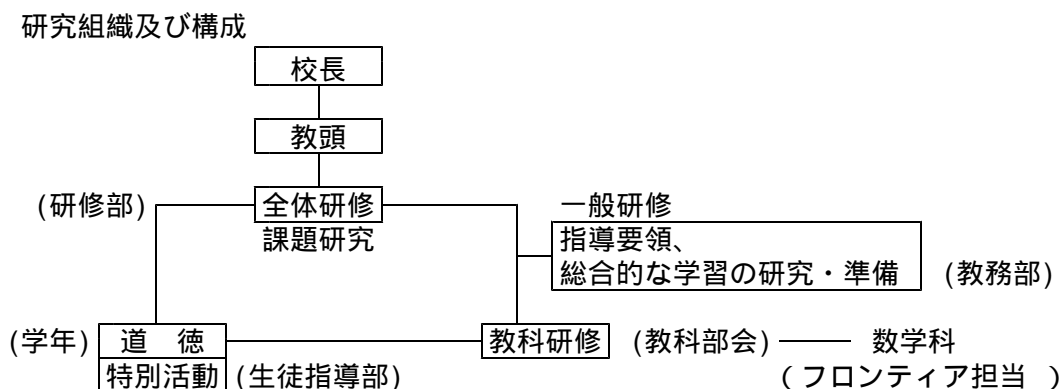 研究組織及び構成
校長
教頭
(研修部) 全体研修 一般研修
課題研究 指導要領、
総合的な学習の研究・準備 (教務部)
(学年) 道　徳 教科研修 (教科部会) 数学科
特別活動 (生徒指導部) (フロンティア担当 )